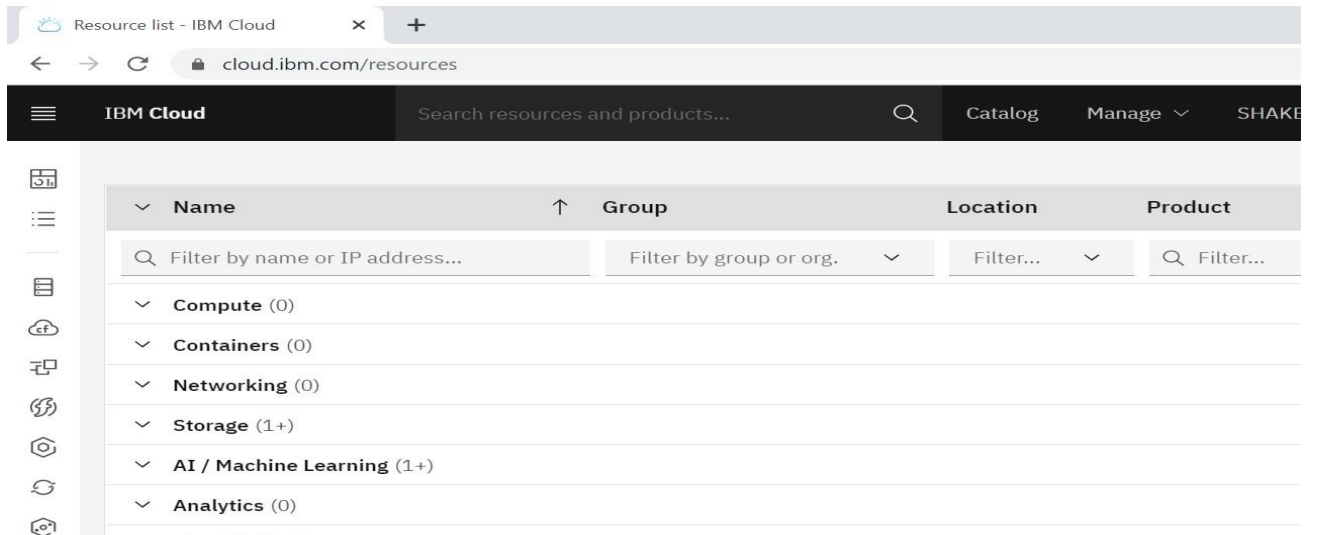 Resource list - IBM Cloud
cloud.ibm.com/resources
IBM Cloud Search resources and products... Catalog Manage SHAKE
Name Group Location Product
Filter by name or IP address... Filter by group or org. Filter... Filter...
Compute (0)
cf
Containers (0)
Networking (0)
Storage (1+)
AI / Machine Learning (1+)
Analytics (0)